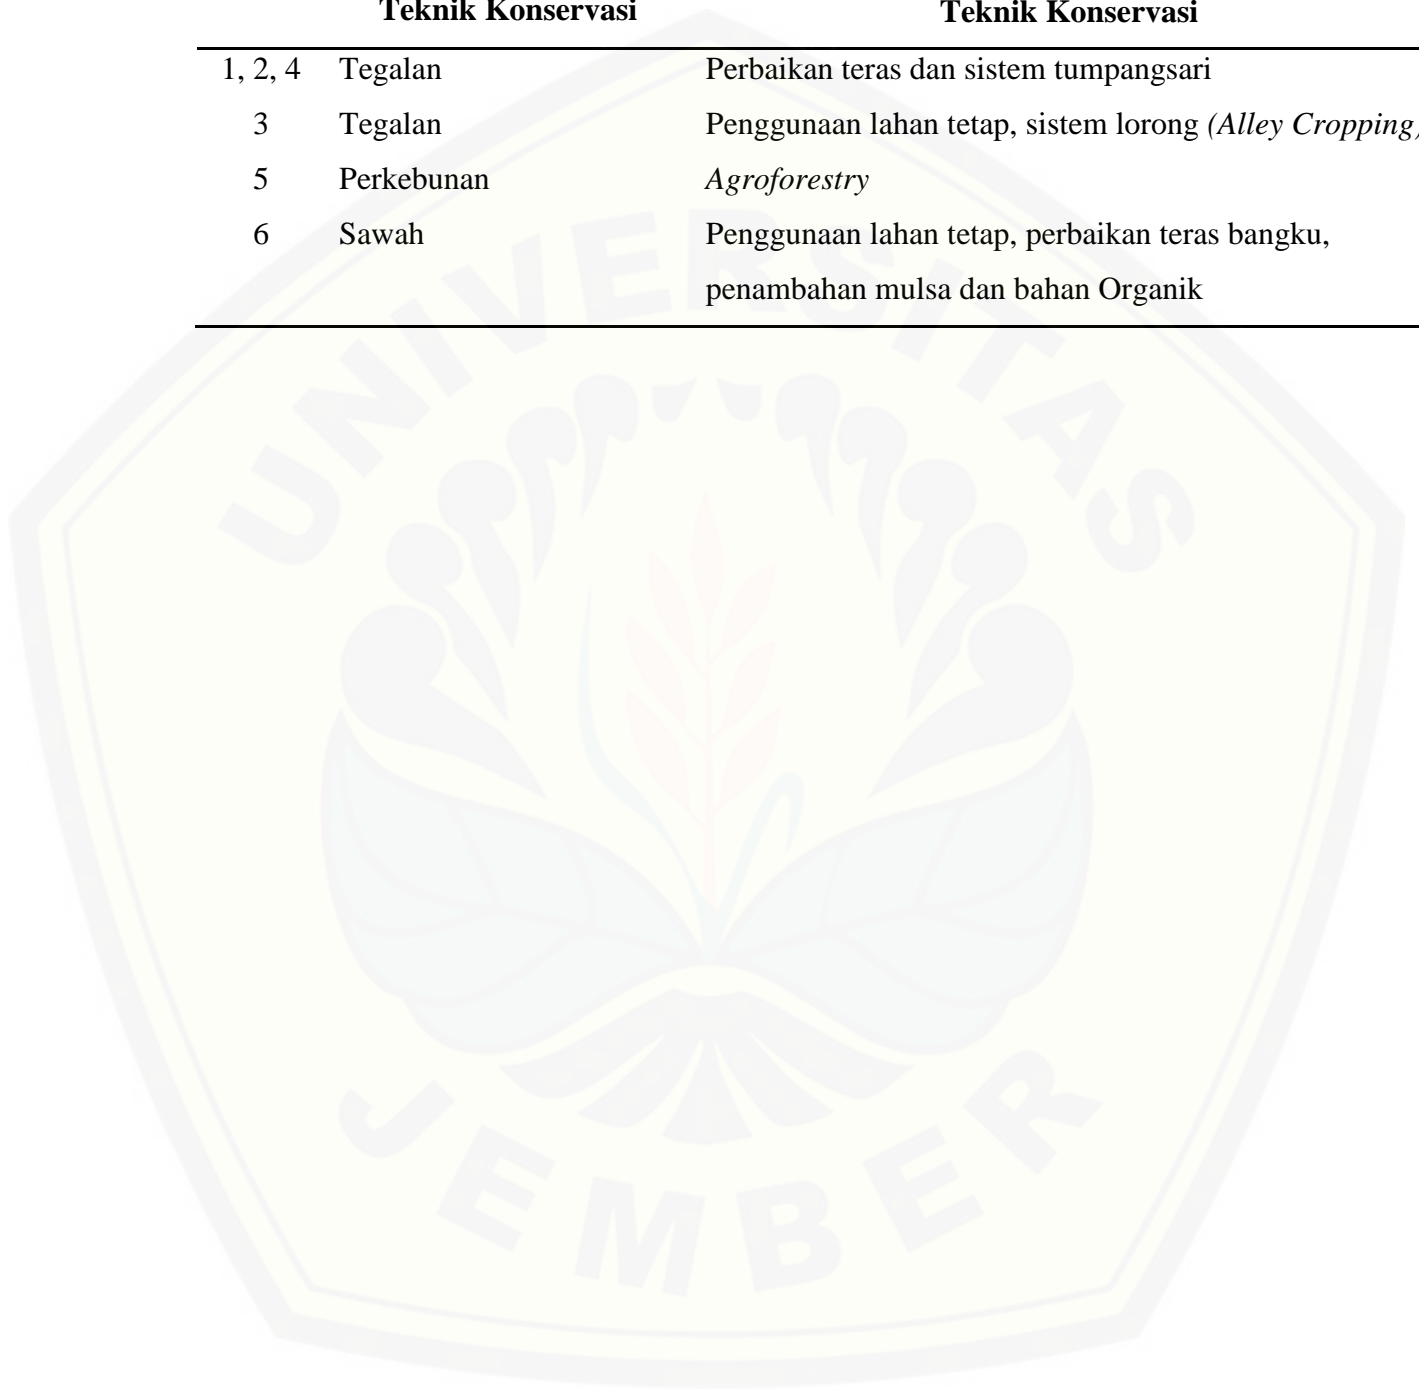 Teknik Konservasi Teknik Konservasi
1, 2, 4 Tegalan Perbaikan teras dan sistem tumpangsari
3 Tegalan Penggunaan lahan tetap, sistem lorong (Alley Cropping)
5 Perkebunan Agroforestry
6 Sawah Penggunaan lahan tetap, perbaikan teras bangku,
penambahan mulsa dan bahan Organik
UNIVERSITAS
JEMBER